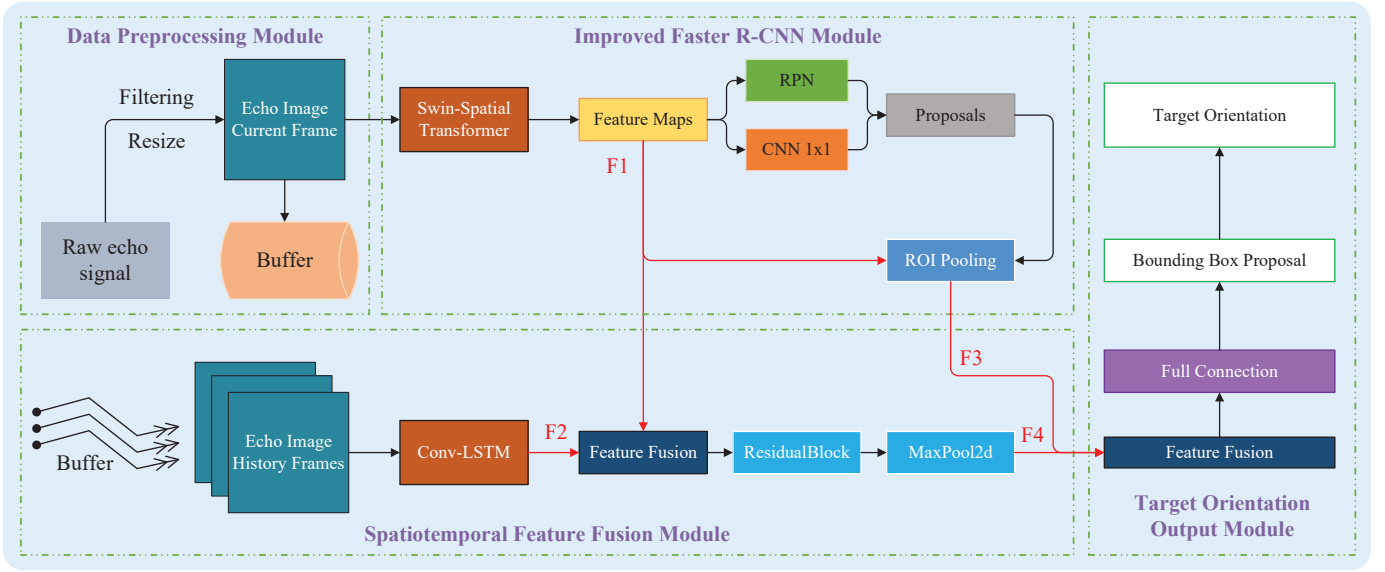 Data Preprocessing Module
Filtering
Resize
Echo Image
Current Frame
Raw echo
signal
Buffer
Improved Faster R-CNN Module
Swin-Spatial
Transformer
Feature Maps
RPN
CNN 1x1
Proposals
F1
ROI Pooling
F3
Buffer
Echo Image
History Frames
Conv-LSTM
F2
Feature Fusion
ResidualBlock
MaxPool2d
F4
Spatiotemporal Feature Fusion Module
Target Orientation
Bounding Box Proposal
Full Connection
Feature Fusion
Target Orientation
Output Module